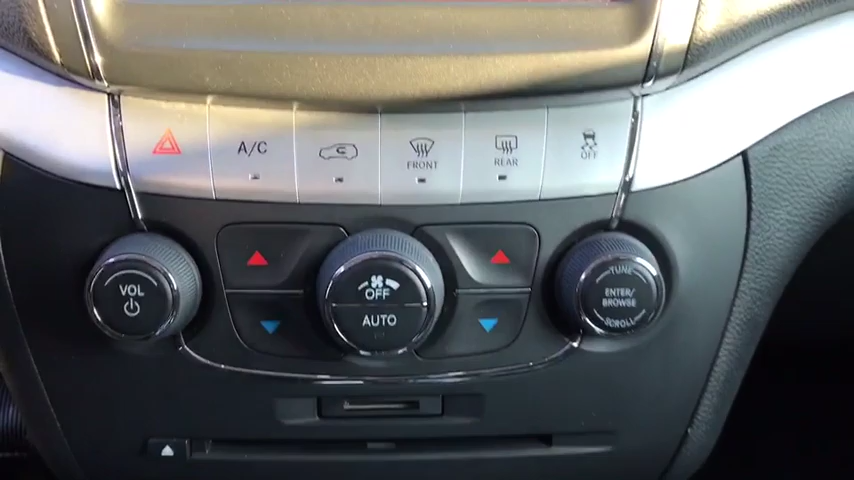 A/C
FRONT
REAR
OFF
VOL
OFF
AUTO
TUNE
ENTER/
BROWSE
SCROLL